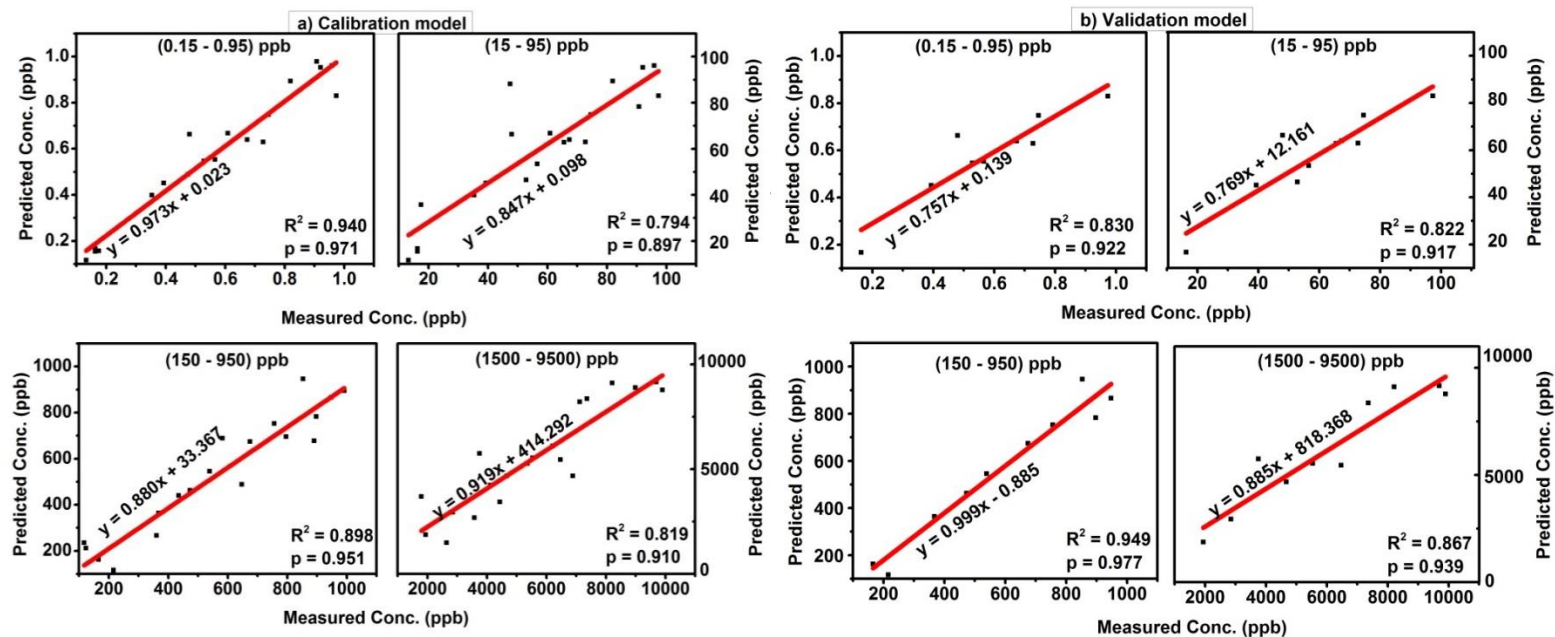 a) Calibration model
b) Validation model
(0.15 - 0.95) ppb
Predicted Conc. (ppb)
1.0
0.8
0.6
0.4
0.2
y = 0.973x + 0.023
R² = 0.940
p = 0.971
0.2 0.4 0.6 0.8 1.0
(15 - 95) ppb
y = 0.847x + 0.098
R² = 0.794
p = 0.897
20 40 60 80 100
100
80
60
40
20
Predicted Conc. (ppb)
Measured Conc. (ppb)
(0.15 - 0.95) ppb
Predicted Conc. (ppb)
1.0
0.8
0.6
0.4
0.2
y = 0.757x + 0.139
R² = 0.830
p = 0.922
0.2 0.4 0.6 0.8 1.0
(15 - 95) ppb
y = 0.769x + 12.161
R² = 0.822
p = 0.917
20 40 60 80 100
100
80
60
40
20
Predicted Conc. (ppb)
Measured Conc. (ppb)
(150 - 950) ppb
Predicted Conc. (ppb)
1000
800
600
400
200
y = 0.880x + 33.367
R² = 0.898
p = 0.951
200 400 600 800 1000
(1500 - 9500) ppb
y = 0.919x + 414.292
R² = 0.819
p = 0.910
2000 4000 6000 8000 10000
10000
5000
0
Predicted Conc. (ppb)
Measured Conc. (ppb)
(150 - 950) ppb
Predicted Conc. (ppb)
1000
800
600
400
200
y = 0.999x - 0.885
R² = 0.949
p = 0.977
200 400 600 800 1000
(1500 - 9500) ppb
y = 0.885x + 818.368
R² = 0.867
p = 0.939
2000 4000 6000 8000 10000
10000
5000
0
Predicted Conc. (ppb)
Measured Conc. (ppb)